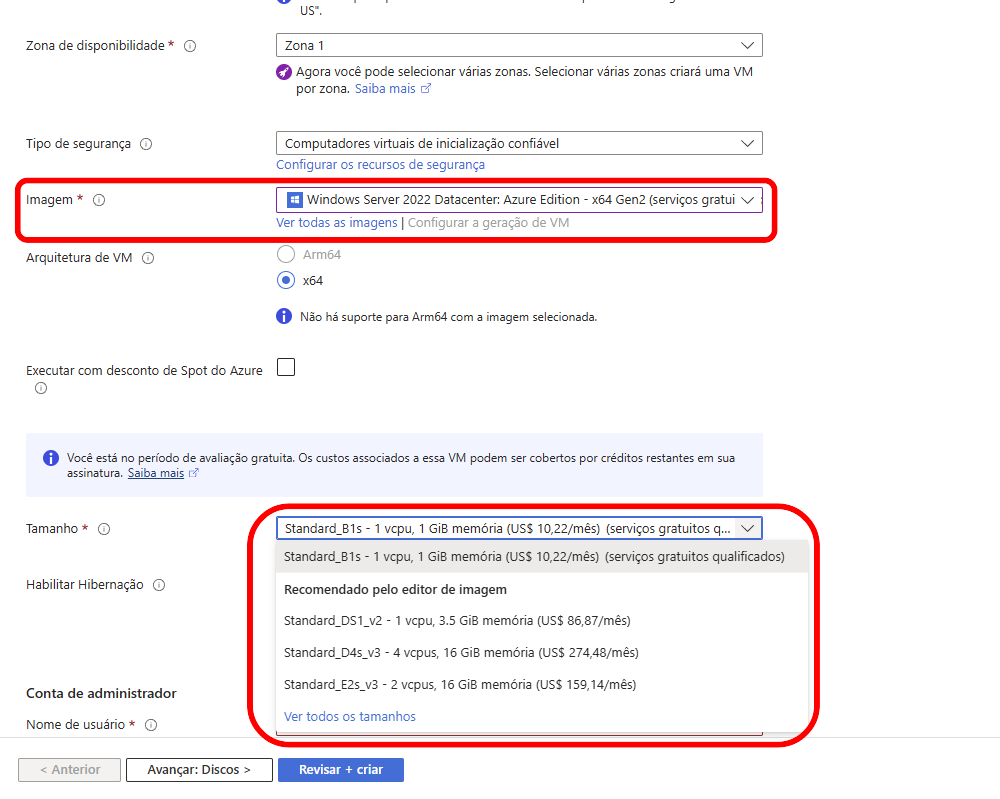 US".
Zona de disponibilidade *
Zona 1
Agora você pode selecionar várias zonas. Selecionar várias zonas criará uma VM
por zona. Saiba mais
Tipo de segurança
Computadores virtuais de inicialização confiável
Configurar os recursos de segurança
Imagem *
Windows Server 2022 Datacenter: Azure Edition - x64 Gen2 (serviços gratui
Ver todas as imagens | Configurar a geração de VM
Arquitetura de VM
Arm64
x64
Não há suporte para Arm64 com a imagem selecionada.
Executar com desconto de Spot do Azure
Você está no período de avaliação gratuita. Os custos associados a essa VM podem ser cobertos por créditos restantes em sua
assinatura. Saiba mais
Tamanho *
Standard_B1s - 1 vcpu, 1 GiB memória (US$ 10,22/mês) (serviços gratuitos q...
Standard_B1s - 1 vcpu, 1 GiB memória (US$ 10,22/mês) (serviços gratuitos qualificados)
Habilitar Hibernação
Recomendado pelo editor de imagem
Standard_DS1_v2 - 1 vcpu, 3.5 GiB memória (US$ 86,87/mês)
Standard_D4s_v3 - 4 vcpus, 16 GiB memória (US$ 274,48/mês)
Standard_E2s_v3 - 2 vcpus, 16 GiB memória (US$ 159,14/mês)
Ver todos os tamanhos
Conta de administrador
Nome de usuário *
< Anterior
Avançar: Discos >
Revisar + criar